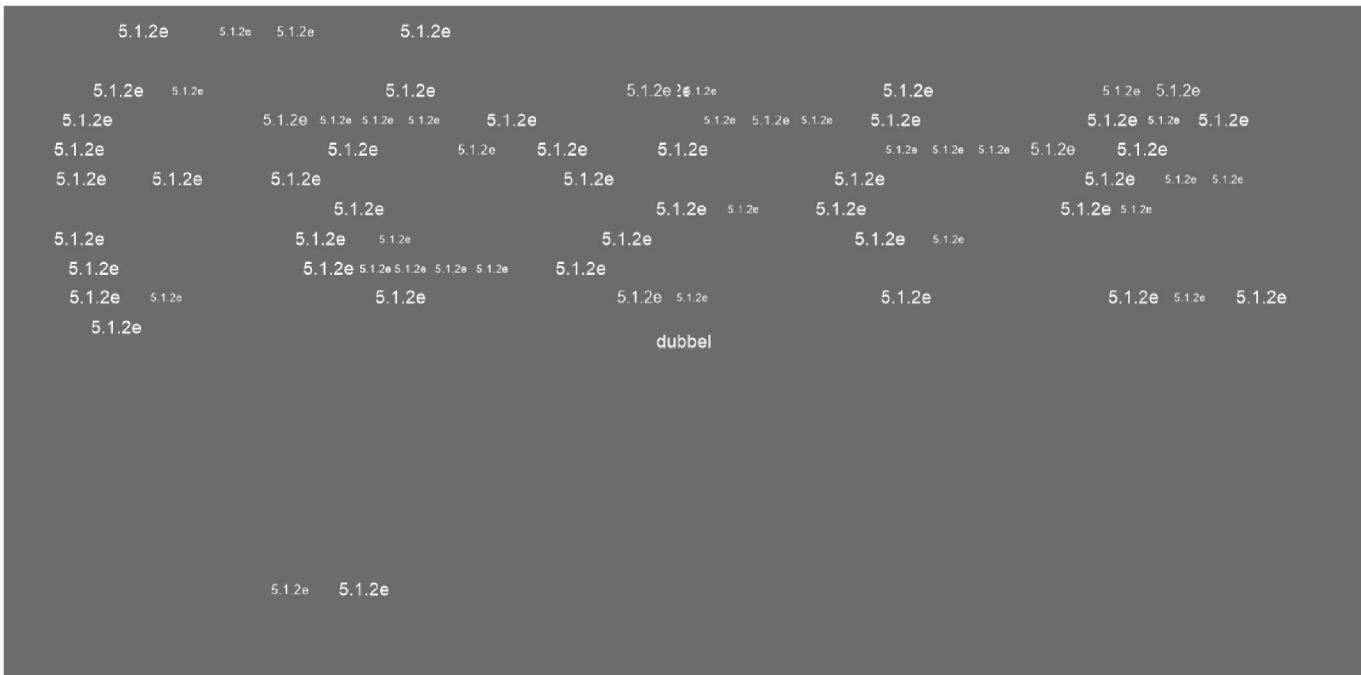 5.1.2e 5.1.2e 5.1.2e 5.1.2e
5.1.2e 5.1.2e 5.1.2e 5.1.2e 5.1.2e 5.1.2e 5.1.2e 5.1.2e
5.1.2e 5.1.2e 5.1.2e 5.1.2e 5.1.2e 5.1.2e 5.1.2e 5.1.2e 5.1.2e 5.1.2e 5.1.2e 5.1.2e 5.1.2e
5.1.2e 5.1.2e 5.1.2e 5.1.2e 5.1.2e 5.1.2e 5.1.2e 5.1.2e 5.1.2e 5.1.2e
5.1.2e 5.1.2e 5.1.2e 5.1.2e 5.1.2e 5.1.2e 5.1.2e 5.1.2e
5.1.2e 5.1.2e 5.1.2e 5.1.2e 5.1.2e 5.1.2e
5.1.2e 5.1.2e 5.1.2e 5.1.2e 5.1.2e 5.1.2e
5.1.2e 5.1.2e 5.1.2e 5.1.2e 5.1.2e 5.1.2e 5.1.2e
5.1.2e 5.1.2e 5.1.2e 5.1.2e 5.1.2e 5.1.2e 5.1.2e 5.1.2e 5.1.2e
5.1.2e
dubbel
5.1.2e 5.1.2e